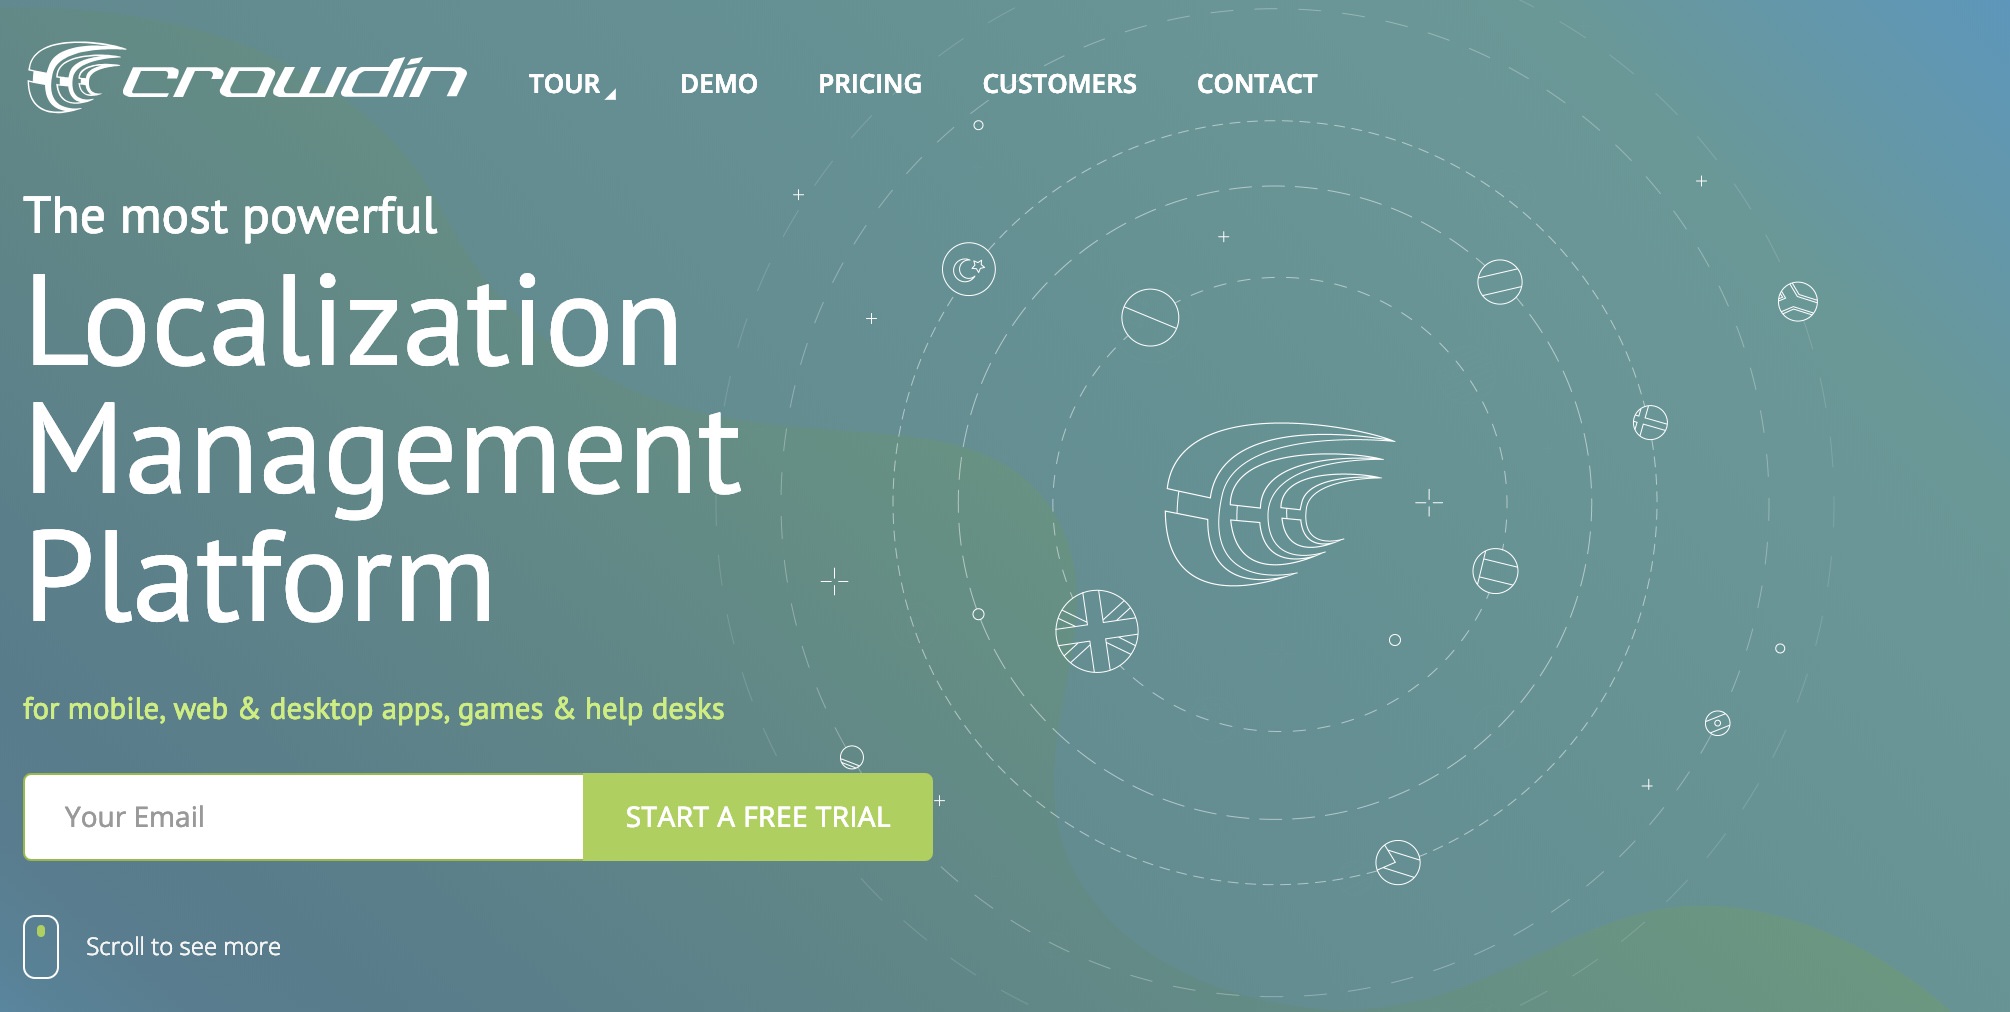 crowdin
TOUR
DEMO
PRICING
CUSTOMERS
CONTACT
The most powerful
Localization
Management
Platform
for mobile, web & desktop apps, games & help desks
Your Email
START A FREE TRIAL
Scroll to see more